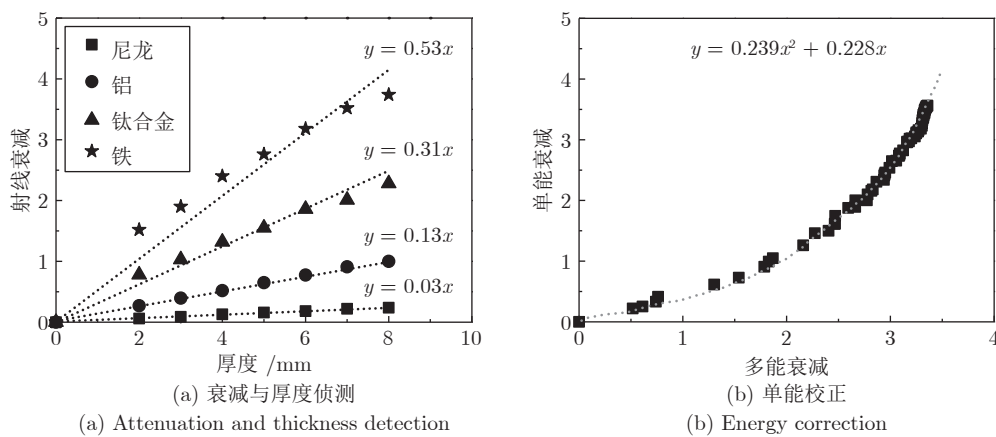 5
4
3
2
1
0
0 2 4 6 8 10
射线衰减
厚度 /mm
尼龙
铝
钛合金
铁
y = 0.53x
y = 0.31x
y = 0.13x
y = 0.03x
(a) 衰减与厚度侦测
(a) Attenuation and thickness detection
5
4
3
2
1
0
0 1 2 3 4
单能衰减
多能衰减
y = 0.239x² + 0.228x
(b) 单能校正
(b) Energy correction